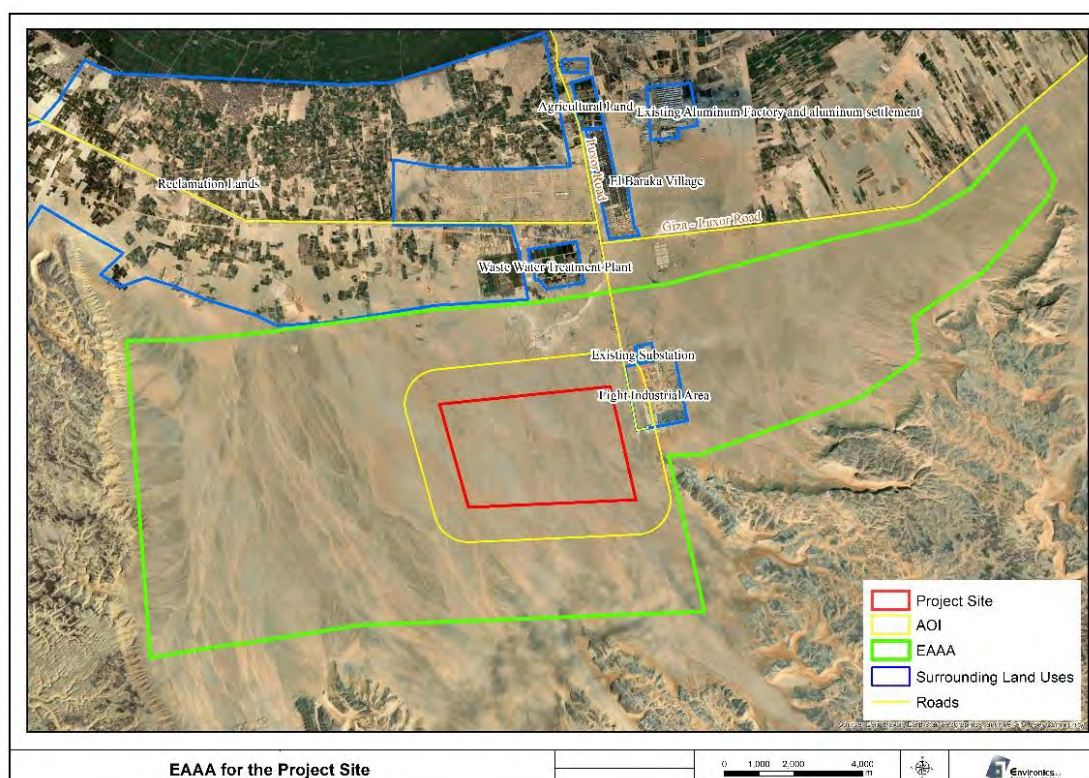 Agricultural Land
Existing Aluminum Factory and aluminum settlement
Luxor Road
Reclamation Lands
El Baraka Village
Giza - Luxor Road
Waste Water Treatment Plant
Existing Substation
Light Industrial Area
Project Site
AOI
EAAA
Surrounding Land Uses
Roads
EAAA for the Project Site
0 1,000 2,000 4,000
m
Environics